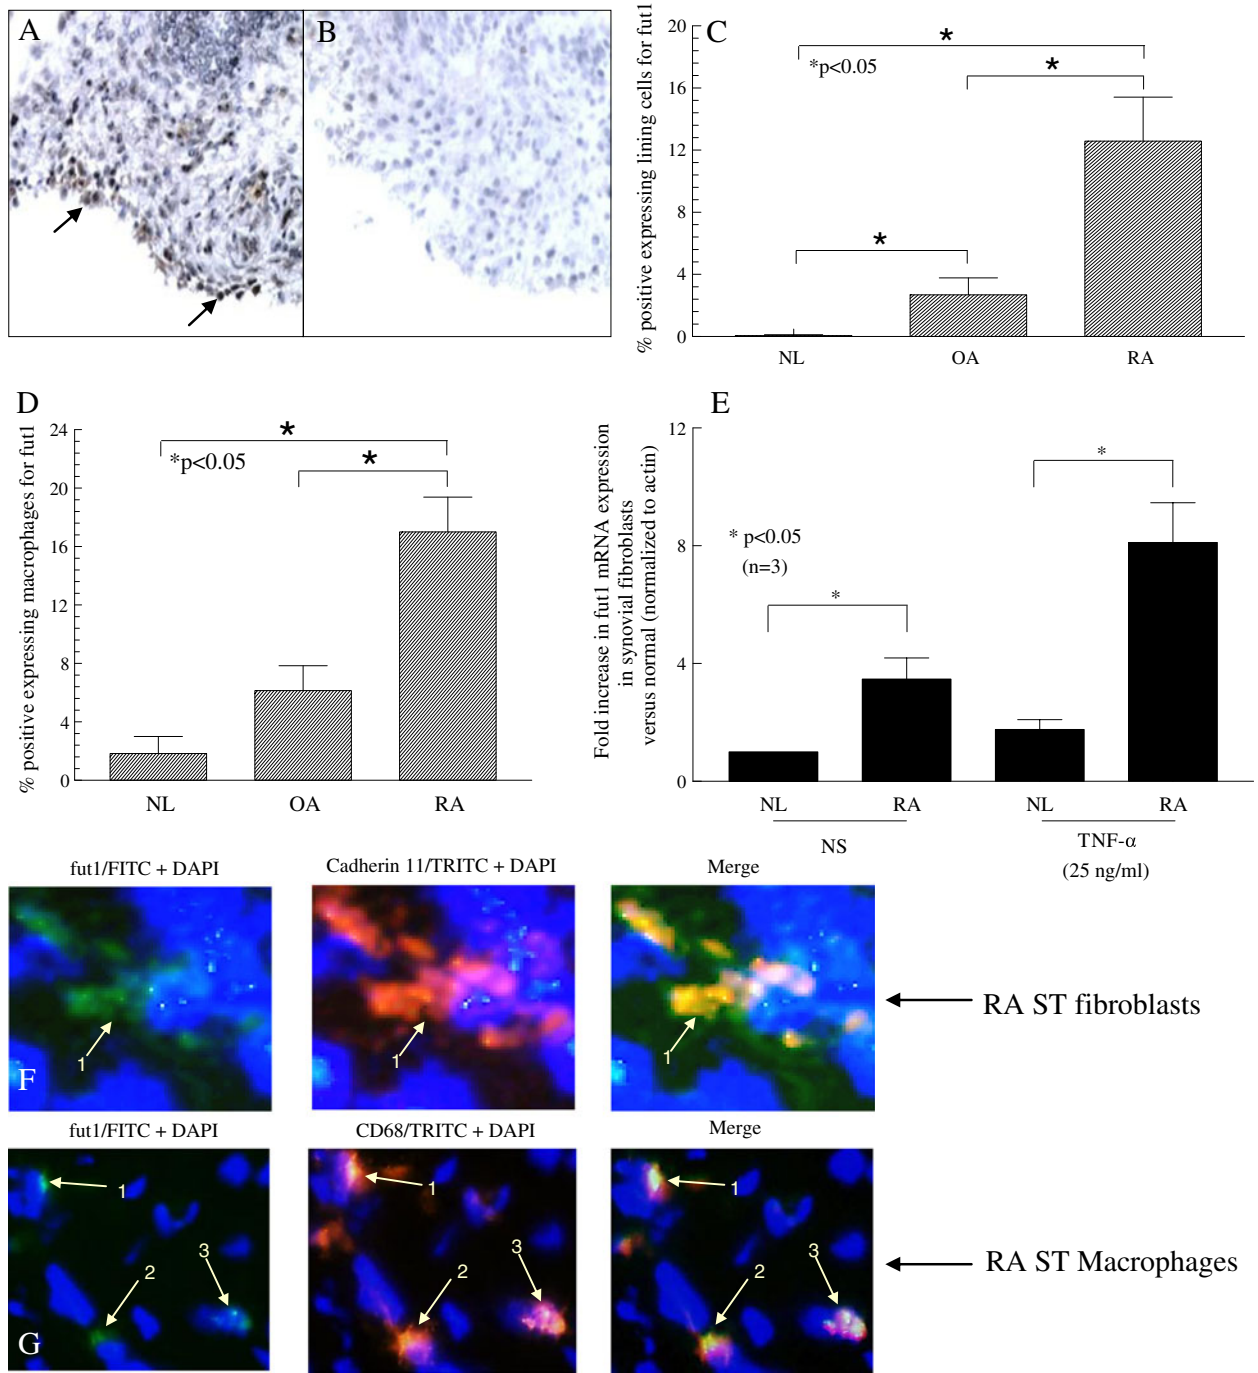 A
B
C
% positive expressing lining cells for fut1
20
16
12
8
4
0
*
*p<0.05
*
*
NL
OA
RA
D
% positive expressing macrophages for fut1
24
20
16
12
8
4
0
*
*p<0.05
*
NL
OA
RA
E
Fold increase in fut1 mRNA expression
in synovial fibroblasts
versus normal (normalized to actin)
12
8
4
0
*
* p<0.05
(n=3)
*
NL
RA
NL
RA
NS
TNF-α
(25 ng/ml)
fut1/FITC + DAPI
Cadherin 11/TRITC + DAPI
Merge
1
1
1
F
RA ST fibroblasts
fut1/FITC + DAPI
CD68/TRITC + DAPI
Merge
1
1
1
3
3
3
2
2
2
G
RA ST Macrophages